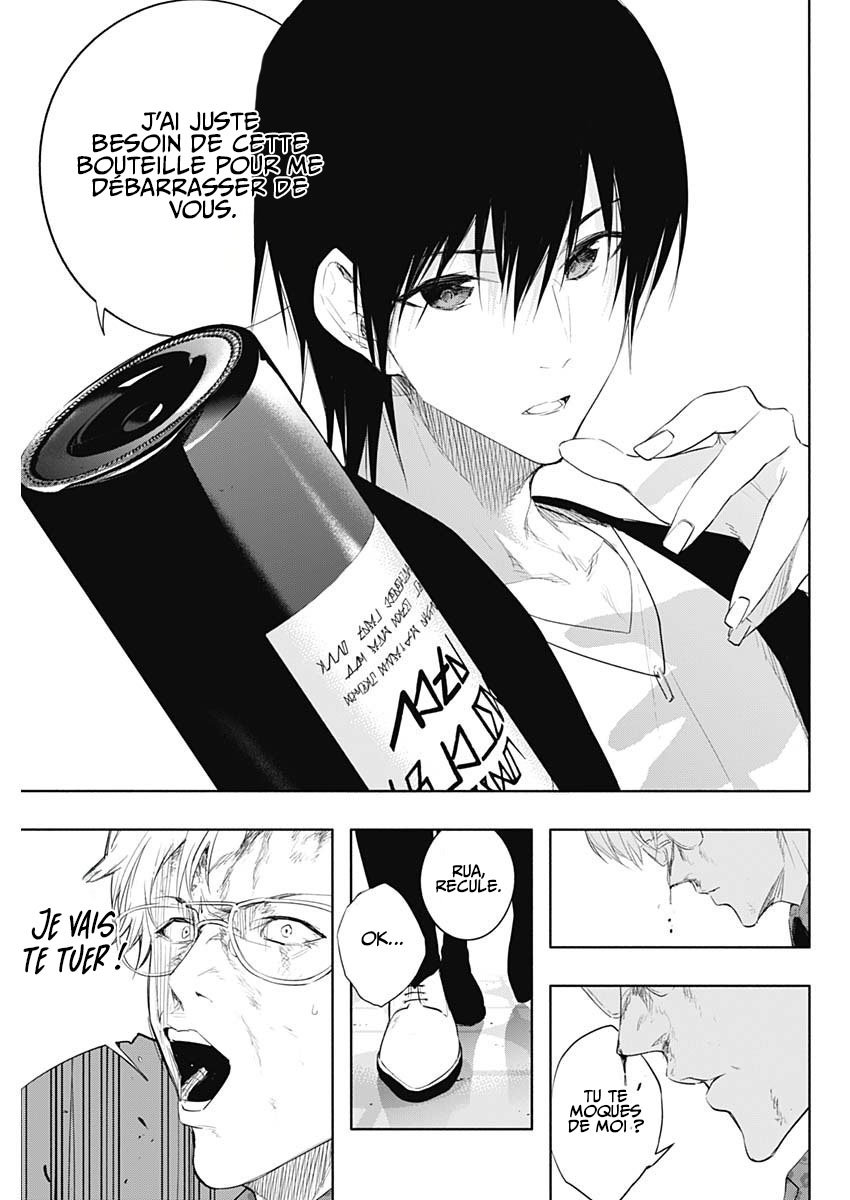 J'AI JUSTE
BESOIN DE CETTE
BOUTEILLE POUR ME
DÉBARRASSER DE
VOUS.
TU TE
MOQUES
DE MOI ?
RUA,
RECULE.
OK...
JE VAIS
TE TUER !